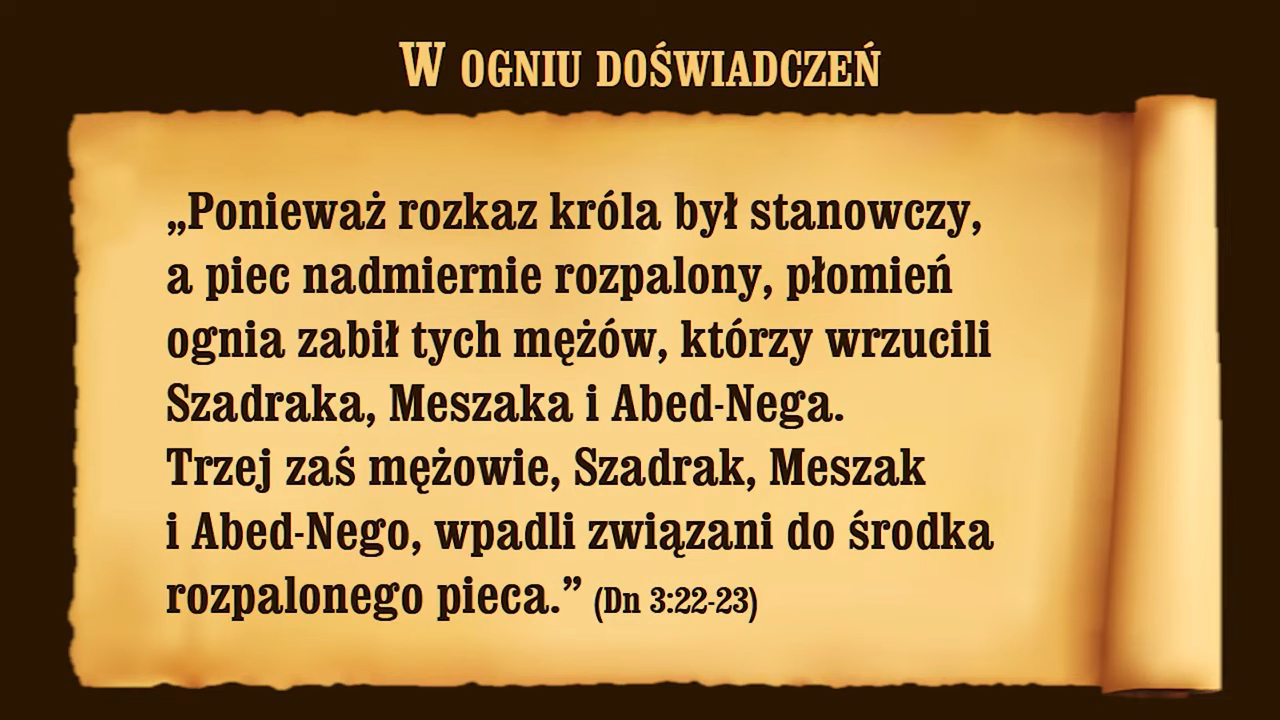 W OGNIU DOŚWIADCZEŃ
„Ponieważ rozkaz króla był stanowczy,
a piec nadmiernie rozpalony, płomień
ognia zabił tych mężów, którzy wrzucili
Szadraka, Meszaka i Abed-Nega.
Trzej zaś mężowie, Szadrak, Meszak
i Abed-Nego, wpadli związani do środka
rozpalonego pieca.” (Dn 3:22-23)